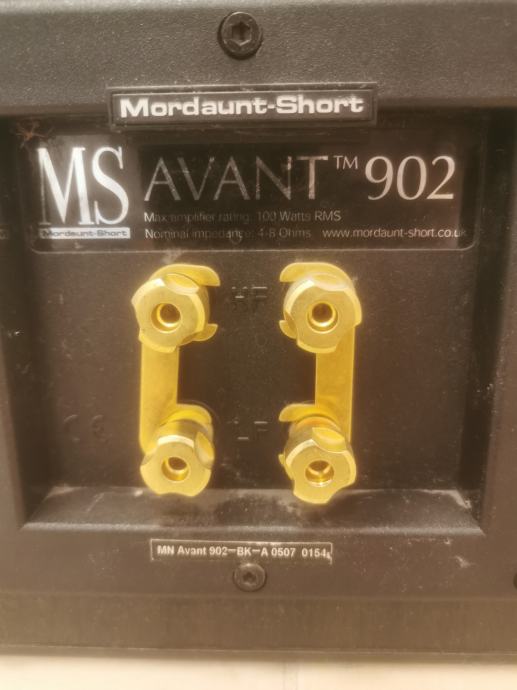 Mordaunt-Short
MS AVANT™ 902
Mordaunt-Short
Max amplifier rating: 100 Watts RMS
Nominal impedance: 4-8 Ohms www.mordaunt-short.co.uk
HF
LF
MN Avant 902-BK-A 0507 0154